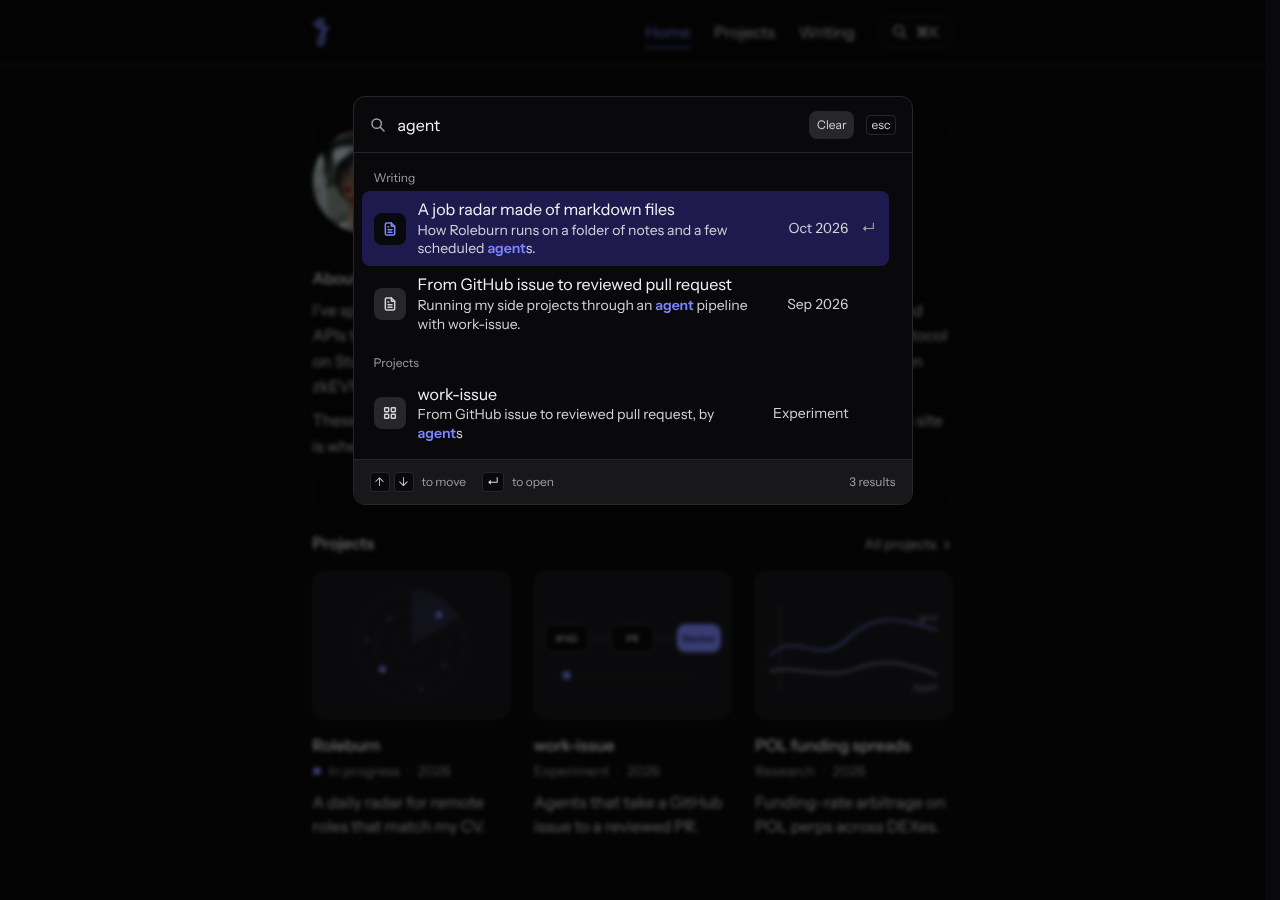 Home
Projects
Writing
⌘K
agent
Clear
esc
Writing
A job radar made of markdown files
How Roleburn runs on a folder of notes and a few
scheduled agents.
Oct 2026
From GitHub issue to reviewed pull request
Running my side projects through an agent pipeline
with work-issue.
Sep 2026
Projects
work-issue
From GitHub issue to reviewed pull request, by
agents
Experiment
to move
to open
3 results
Projects
All projects
PR
Review
Roleburn
In progress · 2026
A daily radar for remote
roles that match my CV.
work-issue
Experiment · 2026
Agents that take a GitHub
issue to a reviewed PR.
POL funding spreads
Research · 2026
Funding-rate arbitrage on
POL perps across DEXes.